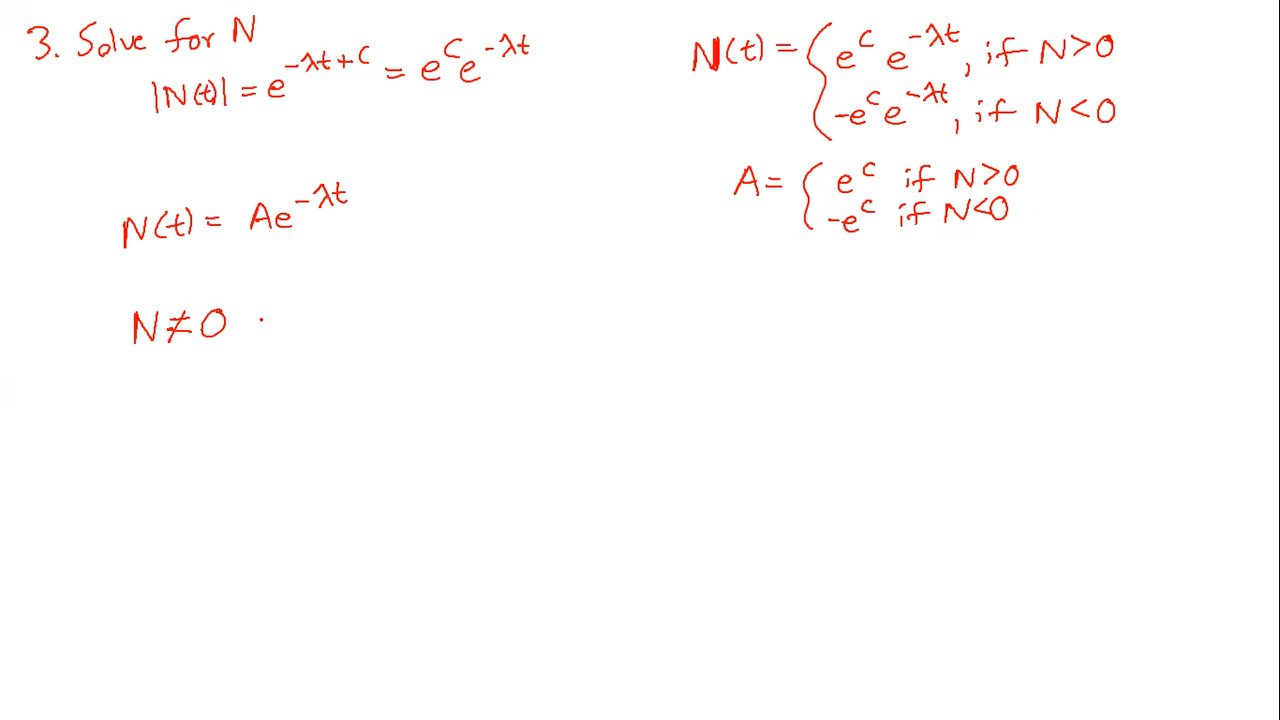 3. Solve for N
|N(t)| = e^{-λt+C} = e^C e^{-λt}
N(t) = Ae^{-λt}
N≠0
N(t) = { e^C e^{-λt}, if N>0
-e^C e^{-λt}, if N<0
A = { e^C if N>0
-e^C if N<0